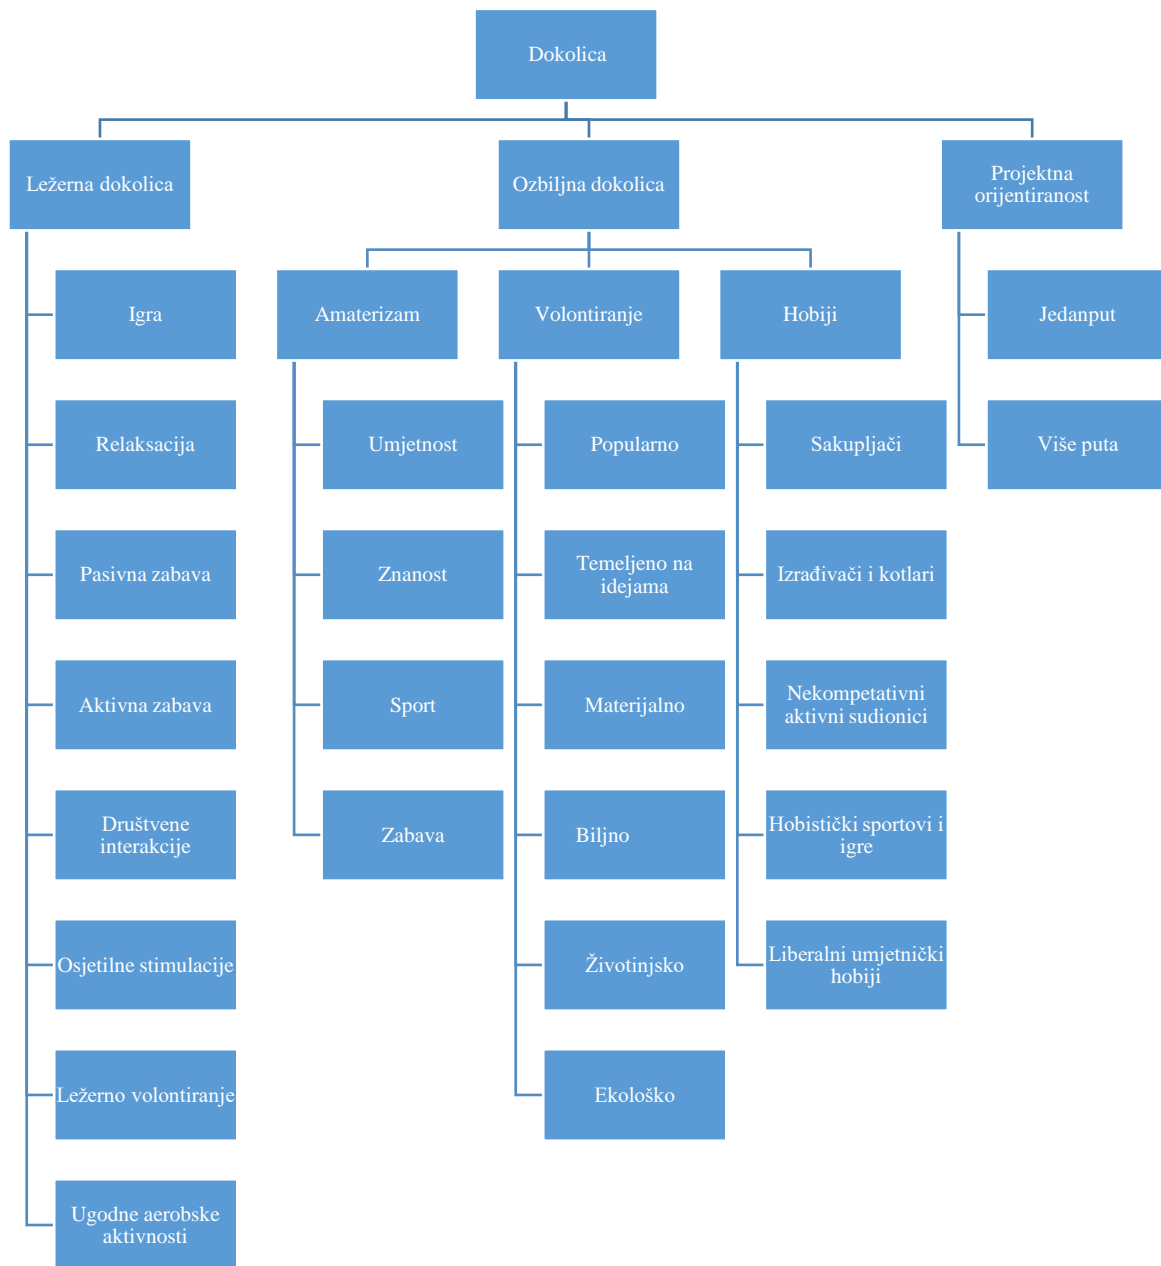 Dokolica
Ležerna dokolica
Ozbiljna dokolica
Projektna
orijentiranost
Igra
Relaksacija
Pasivna zabava
Aktivna zabava
Društvene
interakcije
Osjetilne stimulacije
Ležerno volontiranje
Ugodne aerobske
aktivnosti
Amaterizam
Umjetnost
Znanost
Sport
Zabava
Volontiranje
Popularno
Temeljeno na
idejama
Materijalno
Biljno
Životinjsko
Ekološko
Hobiji
Sakupljači
Izrađivači i kotlari
Nekompetativni
aktivni sudionici
Hobistički sportovi i
igre
Liberalni umjetnički
hobiji
Jedanput
Više puta